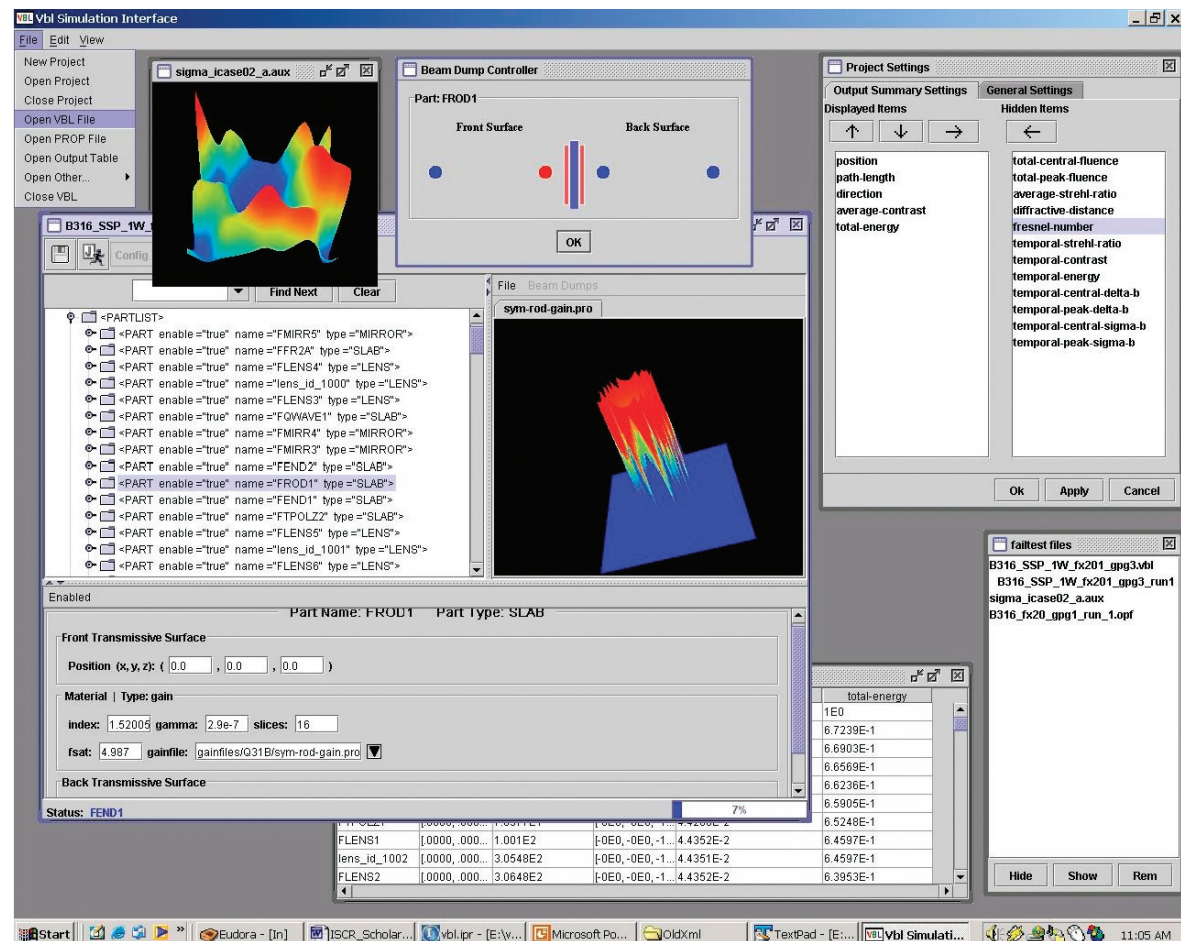 VBL Vbl Simulation Interface
File Edit View
New Project
Open Project
Close Project
Open VBL File
Open PROP File
Open Output Table
Open Other...
Close VBL
sigma_icase02_a.aux
Beam Dump Controller
Part: FROD1
Front Surface Back Surface
OK
Project Settings
Output Summary Settings General Settings
Displayed Items Hidden Items
position
path-length
direction
average-contrast
total-energy
total-central-fluence
total-peak-fluence
average-strehl-ratio
diffractive-distance
fresnel-number
temporal-strehl-ratio
temporal-contrast
temporal-energy
temporal-central-delta-b
temporal-peak-delta-b
temporal-central-sigma-b
temporal-peak-sigma-b
Ok Apply Cancel
B316_SSP_1W_
Config
Find Next Clear
<PARTLIST>
<PART enable ="true" name ="FMIRR5" type ="MIRROR">
<PART enable ="true" name ="FFR2A" type ="SLAB">
<PART enable ="true" name ="FLENS4" type ="LENS">
<PART enable ="true" name ="lens_id_1000" type ="LENS">
<PART enable ="true" name ="FLENS3" type ="LENS">
<PART enable ="true" name ="FQWAVE1" type ="SLAB">
<PART enable ="true" name ="FMIRR4" type ="MIRROR">
<PART enable ="true" name ="FMIRR3" type ="MIRROR">
<PART enable ="true" name ="FEND2" type ="SLAB">
<PART enable ="true" name ="FROD1" type ="SLAB">
<PART enable ="true" name ="FEND1" type ="SLAB">
<PART enable ="true" name ="FTPOLZ2" type ="SLAB">
<PART enable ="true" name ="FLENS5" type ="LENS">
<PART enable ="true" name ="lens_id_1001" type ="LENS">
<PART enable ="true" name ="FLENS6" type ="LENS">
File Beam Dumps
sym-rod-gain.pro
Enabled
Part Name: FROD1 Part Type: SLAB
Front Transmissive Surface
Position (x, y, z): ( 0.0 , 0.0 , 0.0 )
Material | Type: gain
index: 1.52005 gamma: 2.9e-7 slices: 16
fsat: 4.987 gainfile: gainfiles/Q31B/sym-rod-gain.pro
Back Transmissive Surface
Status: FEND1 7%
failtest files
B316_SSP_1W_fx201_gpg3.vbl
B316_SSP_1W_fx201_gpg3_run1
sigma_icase02_a.aux
B316_fx20_gpg1_run_1.opf
Hide Show Rem
total-energy
1E0
6.7239E-1
6.6903E-1
6.6569E-1
6.6236E-1
6.5905E-1
6.5248E-1
FLENS1 [.0000, .000... 1.001E2 [-0E0, -0E0, -1... 4.4352E-2 6.4597E-1
lens_id_1002 [.0000, .000... 3.0548E2 [-0E0, -0E0, -1... 4.4351E-2 6.4597E-1
FLENS2 [.0000, .000... 3.0648E2 [-0E0, -0E0, -1... 4.4352E-2 6.3953E-1
Start » Eudora - [In] ISCR_Scholar... vbl.ipr - [E:\v... Microsoft Po... OldXml TextPad - [E:... VBL Vbl Simulati... 11:05 AM